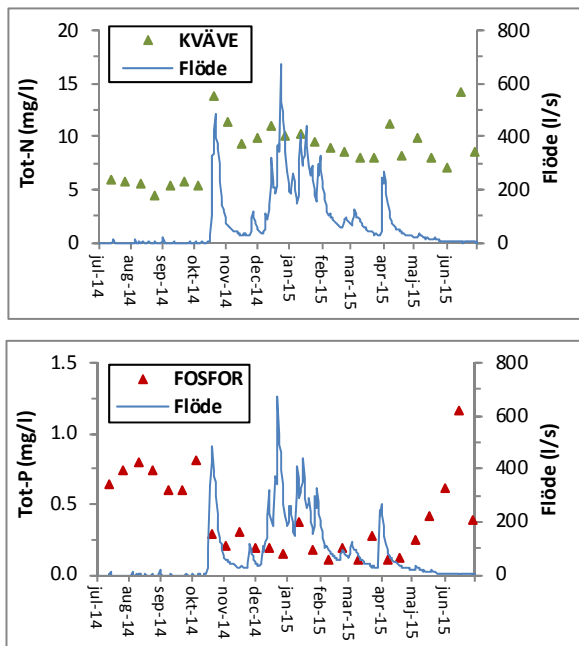 20
15
10
5
0
Tot-N (mg/l)
KVÄVE
Flöde
800
600
400
200
0
Flöde (l/s)
jul-14
aug-14
sep-14
okt-14
nov-14
dec-14
jan-15
feb-15
mar-15
apr-15
maj-15
jun-15
1.5
1.0
0.5
0.0
Tot-P (mg/l)
FOSFOR
Flöde
800
600
400
200
0
Flöde (l/s)
jul-14
aug-14
sep-14
okt-14
nov-14
dec-14
jan-15
feb-15
mar-15
apr-15
maj-15
jun-15